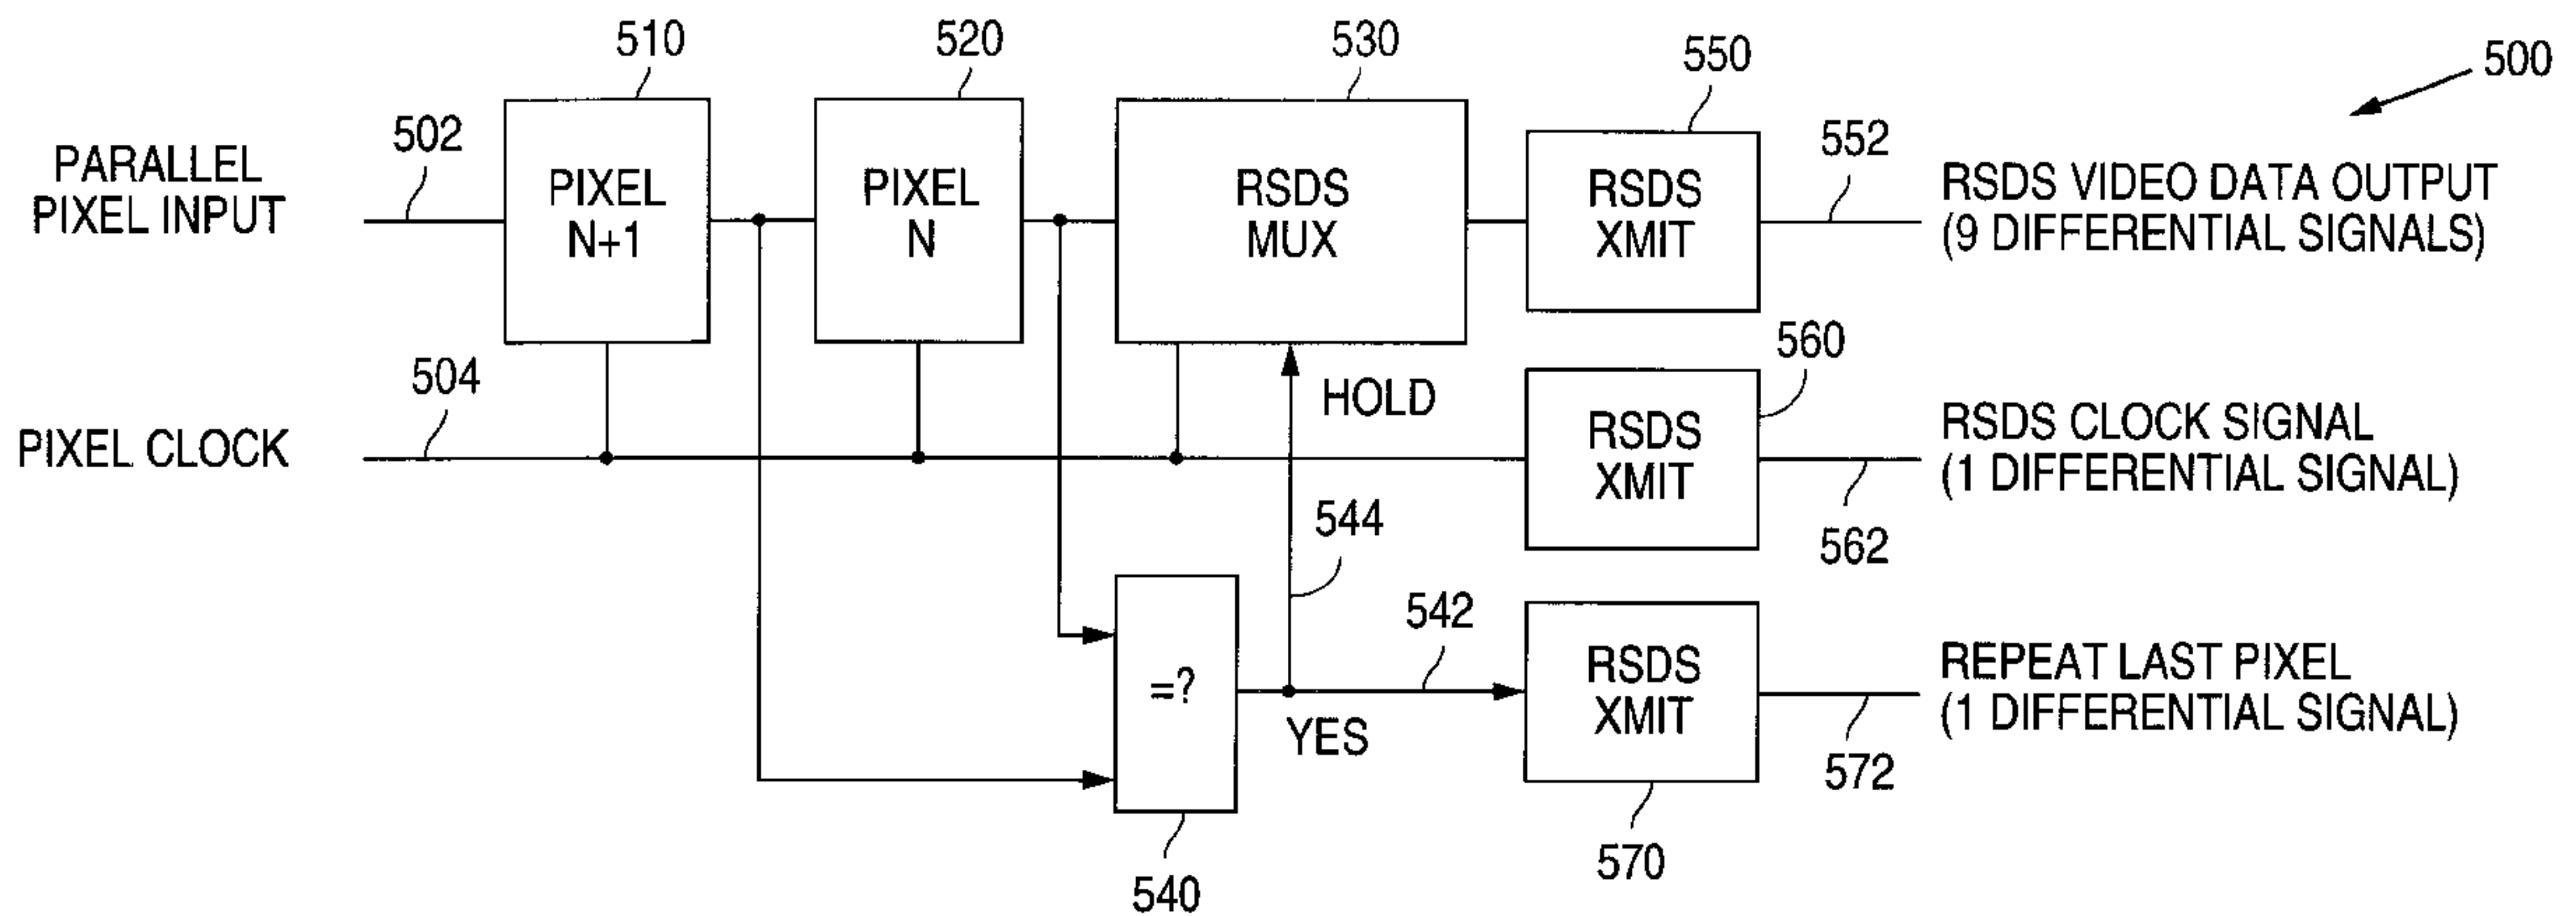 510
520
530
550
500
502
552
PARALLEL
PIXEL INPUT
PIXEL
N+1
PIXEL
N
RSDS
MUX
RSDS
XMIT
RSDS VIDEO DATA OUTPUT
(9 DIFFERENTIAL SIGNALS)
504
560
PIXEL CLOCK
HOLD
RSDS
XMIT
RSDS CLOCK SIGNAL
(1 DIFFERENTIAL SIGNAL)
544
562
542
=?
YES
RSDS
XMIT
REPEAT LAST PIXEL
(1 DIFFERENTIAL SIGNAL)
572
540
570